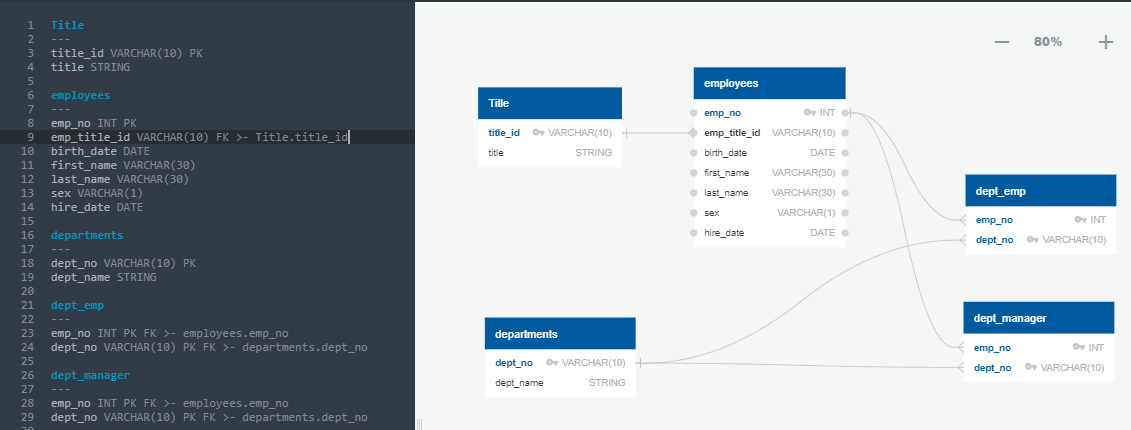 1 Title
2 ---
3 title_id VARCHAR(10) PK
4 title STRING
5
6 employees
7 ---
8 emp_no INT PK
9 emp_title_id VARCHAR(10) FK >- Title.title_id
10 birth_date DATE
11 first_name VARCHAR(30)
12 last_name VARCHAR(30)
13 sex VARCHAR(1)
14 hire_date DATE
15
16 departments
17 ---
18 dept_no VARCHAR(10) PK
19 dept_name STRING
20
21 dept_emp
22 ---
23 emp_no INT PK FK >- employees.emp_no
24 dept_no VARCHAR(10) PK FK >- departments.dept_no
25
26 dept_manager
27 ---
28 emp_no INT PK FK >- employees.emp_no
29 dept_no VARCHAR(10) PK FK >- departments.dept_no
80%
Title
title_id VARCHAR(10)
title STRING
employees
emp_no INT
emp_title_id VARCHAR(10)
birth_date DATE
first_name VARCHAR(30)
last_name VARCHAR(30)
sex VARCHAR(1)
hire_date DATE
dept_emp
emp_no INT
dept_no VARCHAR(10)
departments
dept_no VARCHAR(10)
dept_name STRING
dept_manager
emp_no INT
dept_no VARCHAR(10)